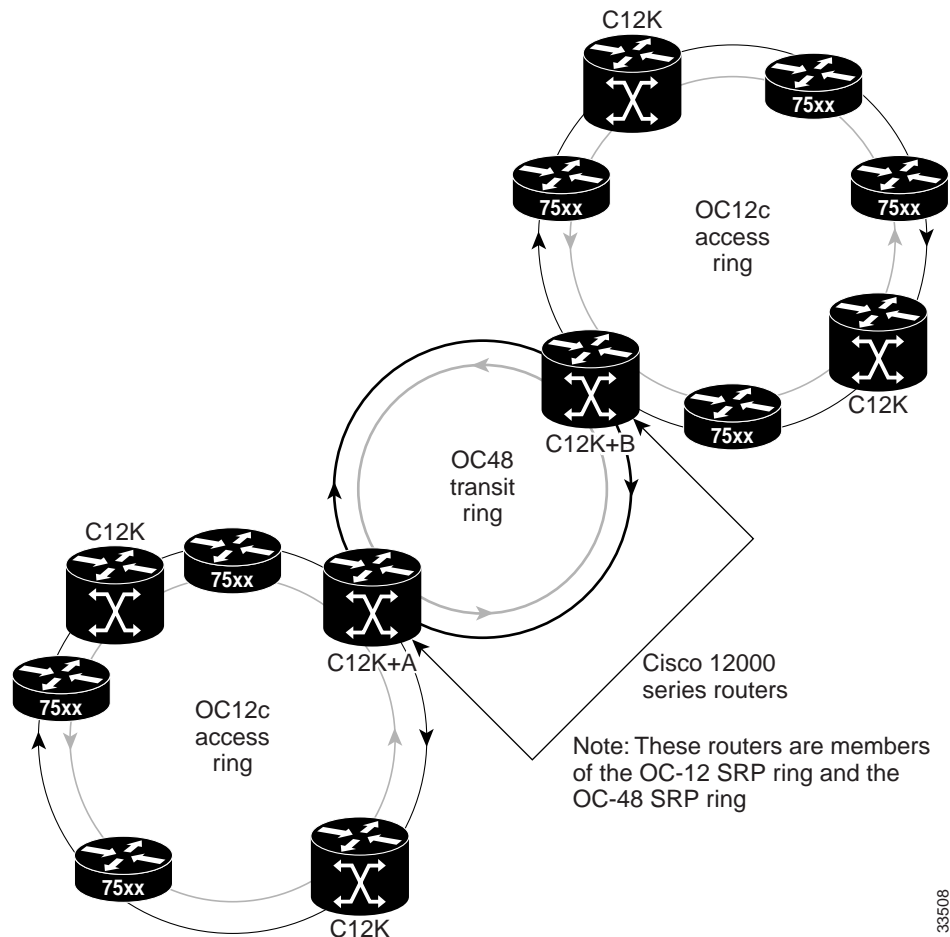 C12K
75xx
75xx
75xx
OC12c
access
ring
C12K
75xx
C12K+B
OC48
transit
ring
C12K
75xx
C12K+A
75xx
Cisco 12000
series routers
OC12c
access
ring
Note: These routers are members
of the OC-12 SRP ring and the
OC-48 SRP ring
75xx
C12K
33508